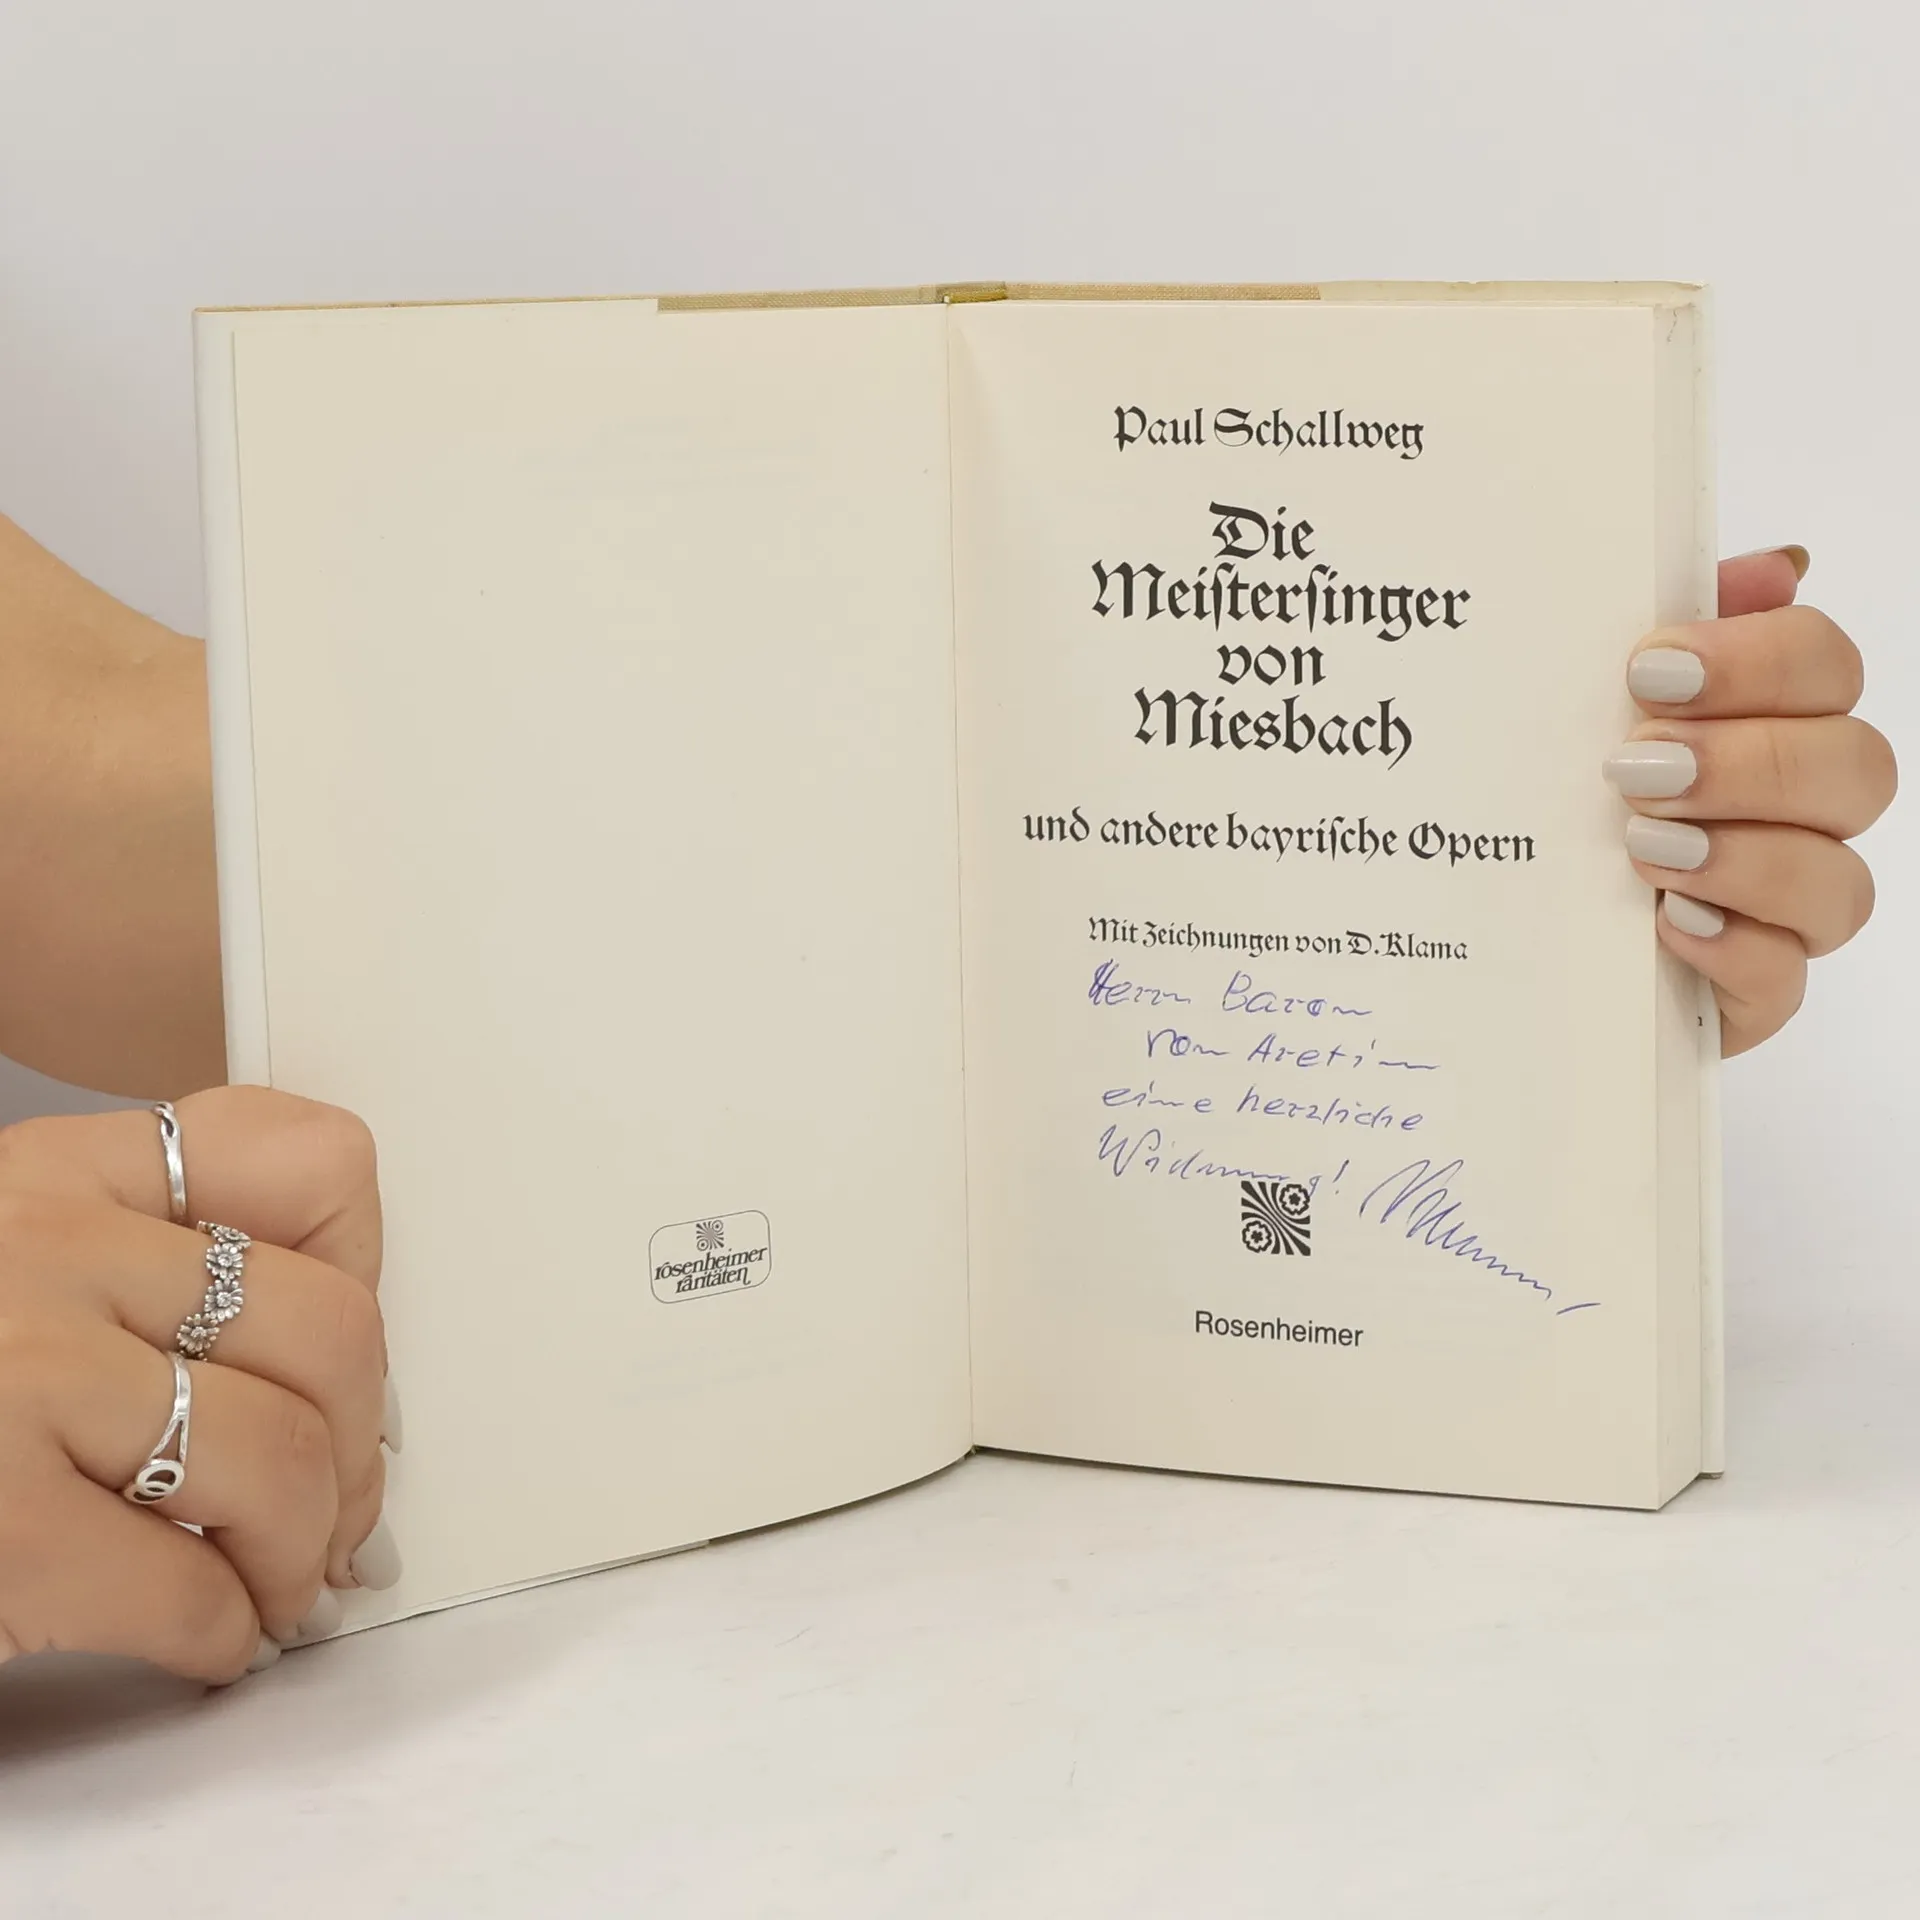 Paul Schallweg
Die
Meiſterſinger
von
Miesbach
und andere bayriſche Opern
Mit Zeichnungen von D. Klama
Herrn Baron
von Aretin
eine herzliche
Widmung!
Rosenheimer
rosenheimer
raritäten